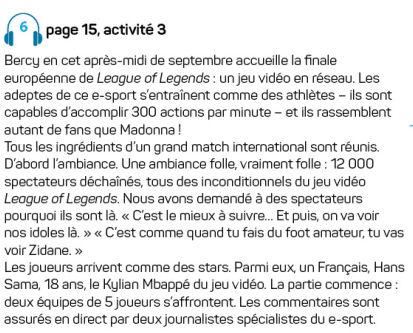 6 page 15, activité 3
Bercy en cet après-midi de septembre accueille la finale
européenne de League of Legends : un jeu vidéo en réseau. Les
adeptes de ce e-sport s'entraînent comme des athlètes – ils sont
capables d'accomplir 300 actions par minute – et ils rassemblent
autant de fans que Madonna !
Tous les ingrédients d'un grand match international sont réunis.
D'abord l'ambiance. Une ambiance folle, vraiment folle : 12 000
spectateurs déchaînés, tous des inconditionnels du jeu vidéo
League of Legends. Nous avons demandé à des spectateurs
pourquoi ils sont là. « C'est le mieux à suivre... Et puis, on va voir
nos idoles là. » « C'est comme quand tu fais du foot amateur, tu vas
voir Zidane. »
Les joueurs arrivent comme des stars. Parmi eux, un Français, Hans
Sama, 18 ans, le Kylian Mbappé du jeu vidéo. La partie commence :
deux équipes de 5 joueurs s'affrontent. Les commentaires sont
assurés en direct par deux journalistes spécialistes du e-sport.